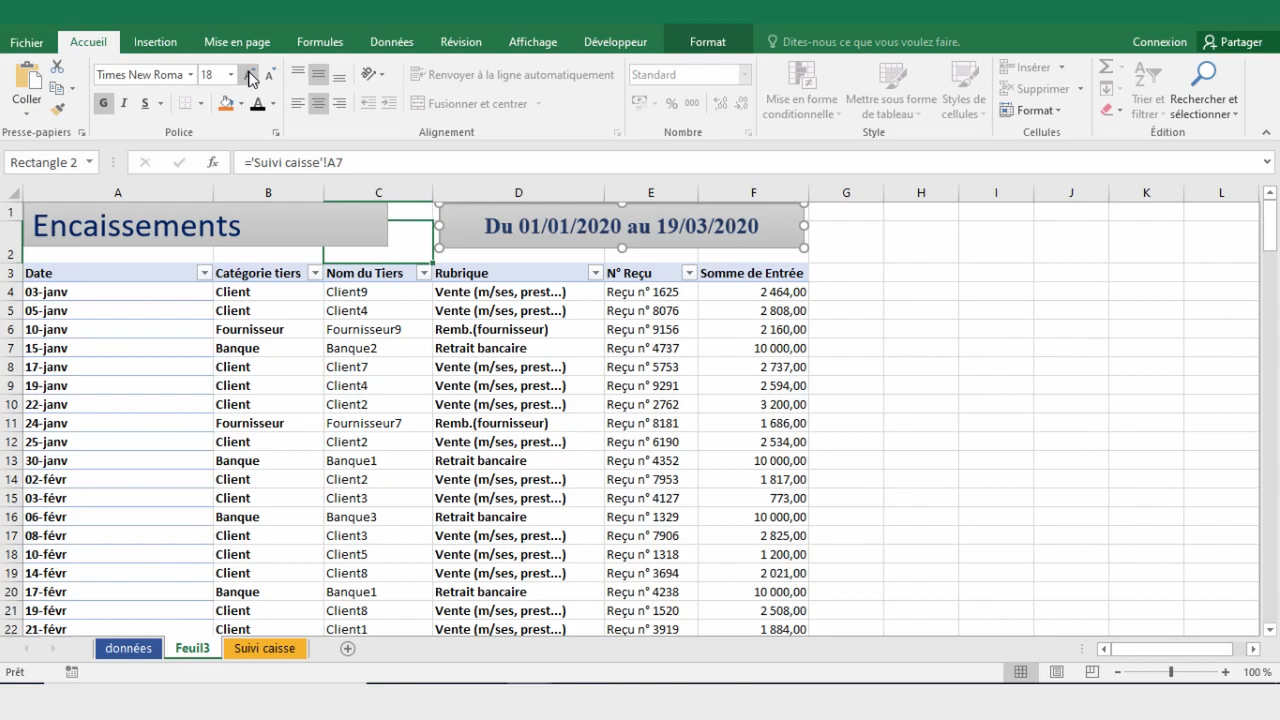 Fichier Accueil Insertion Mise en page Formules Données Révision Affichage Développeur Format Dites-nous ce que vous voulez faire. Connexion Partager
Coller
Times New Roma 18
G I S A
Renvoyer à la ligne automatiquement
Fusionner et centrer
Standard
% 000
Mise en forme conditionnelle
Mettre sous forme de tableau
Styles de cellules
Insérer
Supprimer
Format
Trier et filtrer
Rechercher et sélectionner
Presse-papiers Police Alignement Nombre Style Cellules Édition
Rectangle 2 fx ='Suivi caisse'!A7
A B C D E F G H I J K L
1 Encaissements Du 01/01/2020 au 19/03/2020
2
3 Date Catégorie tiers Nom du Tiers Rubrique N° Reçu Somme de Entrée
4 03-janv Client Client9 Vente (m/ses, prest...) Reçu n° 1625 2 464,00
5 05-janv Client Client4 Vente (m/ses, prest...) Reçu n° 8076 2 808,00
6 10-janv Fournisseur Fournisseur9 Remb.(fournisseur) Reçu n° 9156 2 160,00
7 15-janv Banque Banque2 Retrait bancaire Reçu n° 4737 10 000,00
8 17-janv Client Client7 Vente (m/ses, prest...) Reçu n° 5753 2 737,00
9 19-janv Client Client4 Vente (m/ses, prest...) Reçu n° 9291 2 594,00
10 22-janv Client Client2 Vente (m/ses, prest...) Reçu n° 2762 3 200,00
11 24-janv Fournisseur Fournisseur7 Remb.(fournisseur) Reçu n° 8181 1 686,00
12 25-janv Client Client2 Vente (m/ses, prest...) Reçu n° 6190 2 534,00
13 30-janv Banque Banque1 Retrait bancaire Reçu n° 4352 10 000,00
14 02-févr Client Client2 Vente (m/ses, prest...) Reçu n° 7953 1 817,00
15 03-févr Client Client3 Vente (m/ses, prest...) Reçu n° 4127 773,00
16 06-févr Banque Banque3 Retrait bancaire Reçu n° 1329 10 000,00
17 08-févr Client Client3 Vente (m/ses, prest...) Reçu n° 7906 2 825,00
18 10-févr Client Client5 Vente (m/ses, prest...) Reçu n° 1318 1 200,00
19 14-févr Client Client8 Vente (m/ses, prest...) Reçu n° 3694 2 021,00
20 17-févr Banque Banque1 Retrait bancaire Reçu n° 4238 10 000,00
21 19-févr Client Client8 Vente (m/ses, prest...) Reçu n° 1520 2 508,00
22 21-févr Client Client1 Vente (m/ses, prest...) Reçu n° 3919 1 884,00
données Feuil3 Suivi caisse
Prêt 100 %